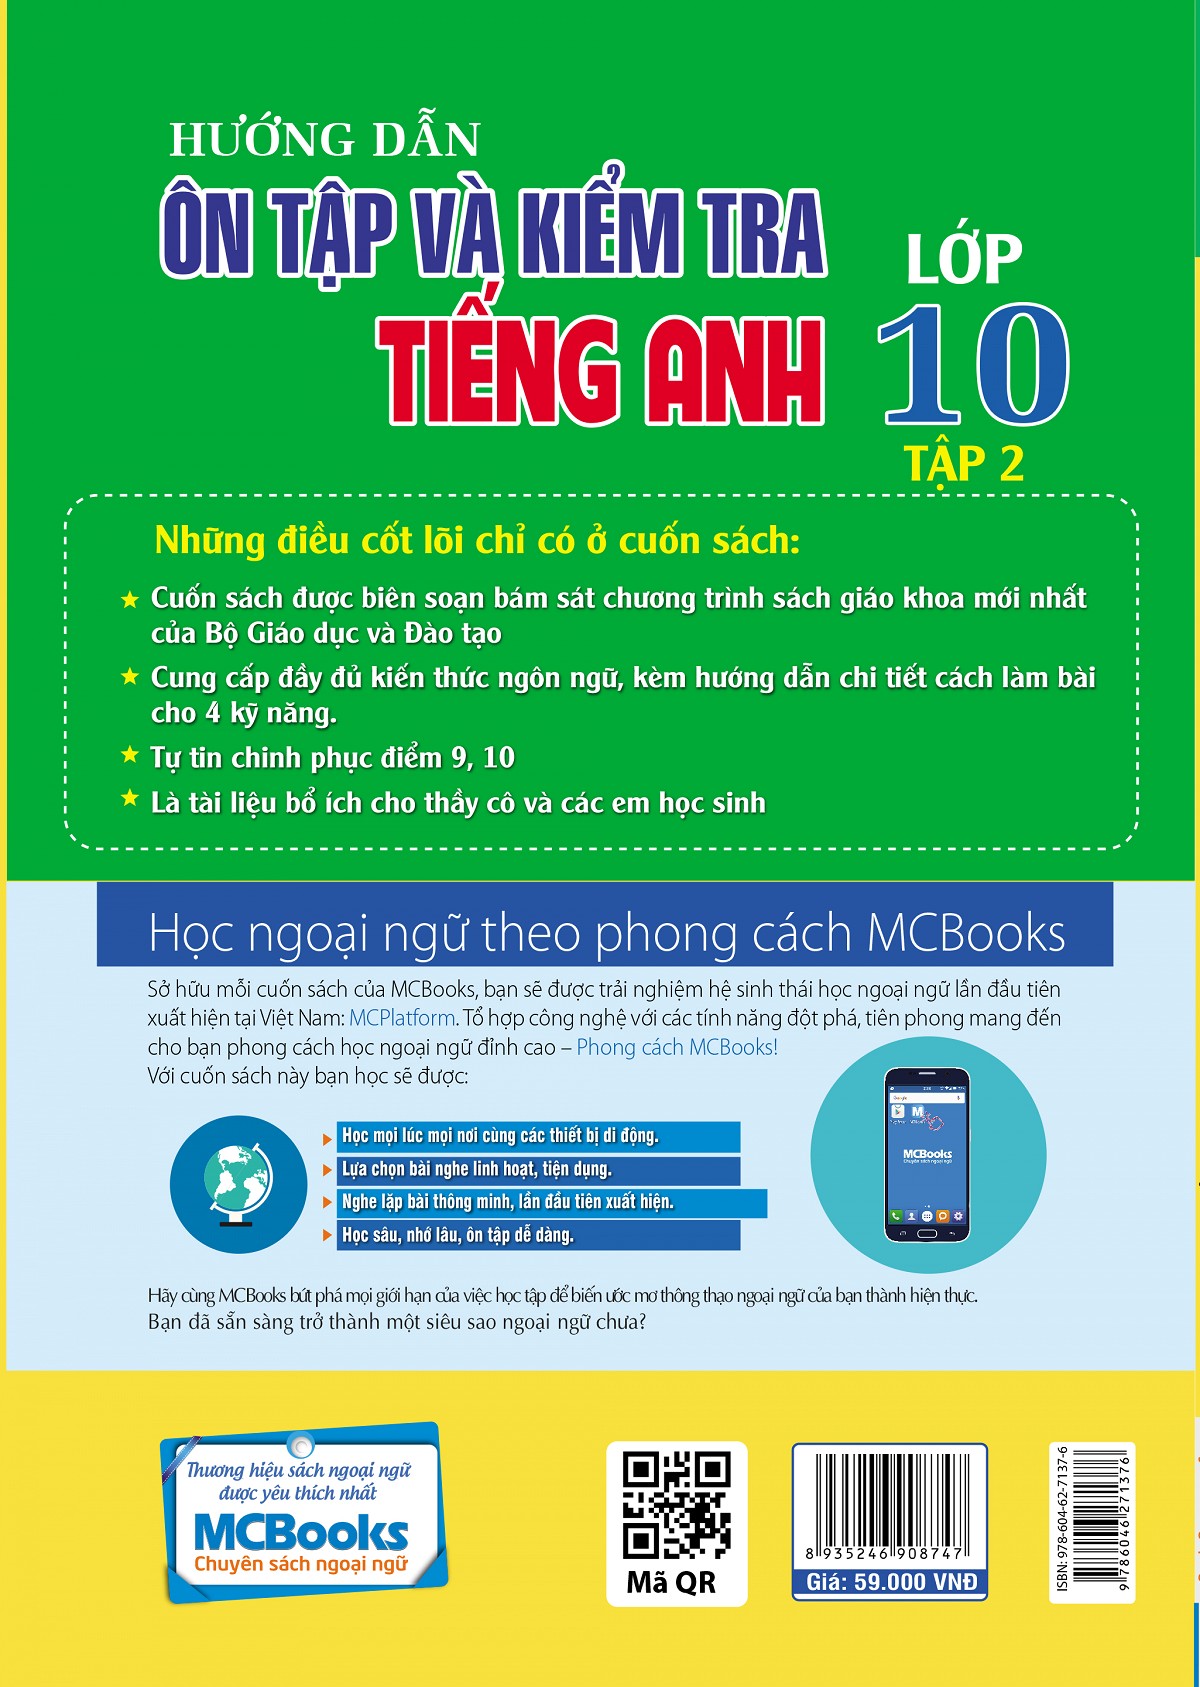 HƯỚNG DẪN
ÔN TẬP VÀ KIỂM TRA
TIẾNG ANH
LỚP
10
TẬP 2
Những điều cốt lõi chỉ có ở cuốn sách:
Cuốn sách được biên soạn bám sát chương trình sách giáo khoa mới nhất
của Bộ Giáo dục và Đào tạo
Cung cấp đầy đủ kiến thức ngôn ngữ, kèm hướng dẫn chi tiết cách làm bài
cho 4 kỹ năng.
Tự tin chinh phục điểm 9, 10
Là tài liệu bổ ích cho thầy cô và các em học sinh
Học ngoại ngữ theo phong cách MCBooks
Sở hữu mỗi cuốn sách của MCBooks, bạn sẽ được trải nghiệm hệ sinh thái học ngoại ngữ lần đầu tiên
xuất hiện tại Việt Nam: MCPlatform. Tổ hợp công nghệ với các tính năng đột phá, tiên phong mang đến
cho bạn phong cách học ngoại ngữ đỉnh cao – Phong cách MCBooks!
Với cuốn sách này bạn học sẽ được:
Học mọi lúc mọi nơi cùng các thiết bị di động.
Lựa chọn bài nghe linh hoạt, tiện dụng.
Nghe lặp bài thông minh, lần đầu tiên xuất hiện.
Học sâu, nhớ lâu, ôn tập dễ dàng.
MCBooks
Chuyên sách ngoại ngữ
Hãy cùng MCBooks bứt phá mọi giới hạn của việc học tập để biến ước mơ thông thạo ngoại ngữ của bạn thành hiện thực.
Bạn đã sẵn sàng trở thành một siêu sao ngoại ngữ chưa?
Thương hiệu sách ngoại ngữ
được yêu thích nhất
MCBooks
Chuyên sách ngoại ngữ
Mã QR
8 935246 908747
Giá: 59.000 VNĐ
ISBN: 978-604-62-7137-6
9 786046 271376